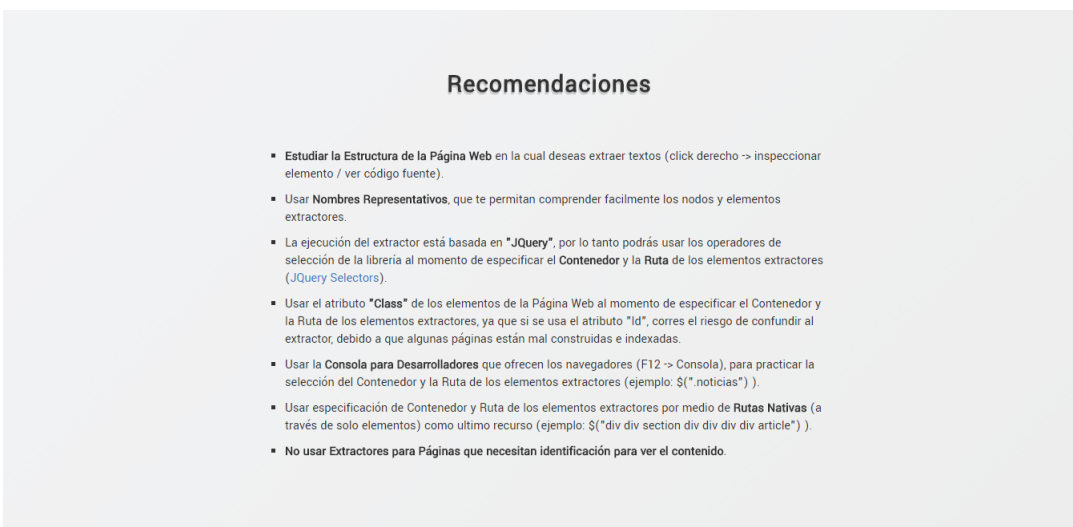 Recomendaciones
▪ Estudiar la Estructura de la Página Web en la cual deseas extraer textos (click derecho -> inspeccionar
elemento / ver código fuente).
▪ Usar Nombres Representativos, que te permitan comprender facilmente los nodos y elementos
extractores.
▪ La ejecución del extractor está basada en "JQuery", por lo tanto podrás usar los operadores de
selección de la librería al momento de especificar el Contenedor y la Ruta de los elementos extractores
(JQuery Selectors).
▪ Usar el atributo "Class" de los elementos de la Página Web al momento de especificar el Contenedor y
la Ruta de los elementos extractores, ya que si se usa el atributo "Id", corres el riesgo de confundir al
extractor, debido a que algunas páginas están mal construidas e indexadas.
▪ Usar la Consola para Desarrolladores que ofrecen los navegadores (F12 -> Consola), para practicar la
selección del Contenedor y la Ruta de los elementos extractores (ejemplo: $(".noticias") ).
▪ Usar especificación de Contenedor y Ruta de los elementos extractores por medio de Rutas Nativas (a
través de solo elementos) como ultimo recurso (ejemplo: $("div div section div div div div article") ).
▪ No usar Extractores para Páginas que necesitan identificación para ver el contenido.